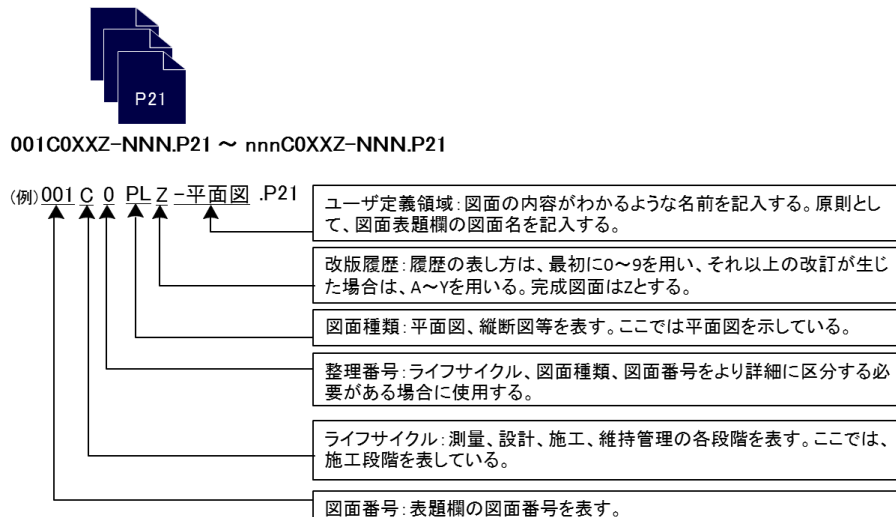 P21
001C0XXZ-NNN.P21 ～ nnnC0XXZ-NNN.P21
(例)001 C 0 PL Z -平面図 .P21
ユーザ定義領域:図面の内容がわかるような名前を記入する。原則とし
て、図面表題欄の図面名を記入する。
改版履歴:履歴の表し方は、最初に0～9を用い、それ以上の改訂が生じ
た場合は、A～Yを用いる。完成図面はZとする。
図面種類:平面図、縦断図等を表す。ここでは平面図を示している。
整理番号:ライフサイクル、図面種類、図面番号をより詳細に区分する必
要がある場合に使用する。
ライフサイクル:測量、設計、施工、維持管理の各段階を表す。ここでは、
施工段階を表している。
図面番号:表題欄の図面番号を表す。